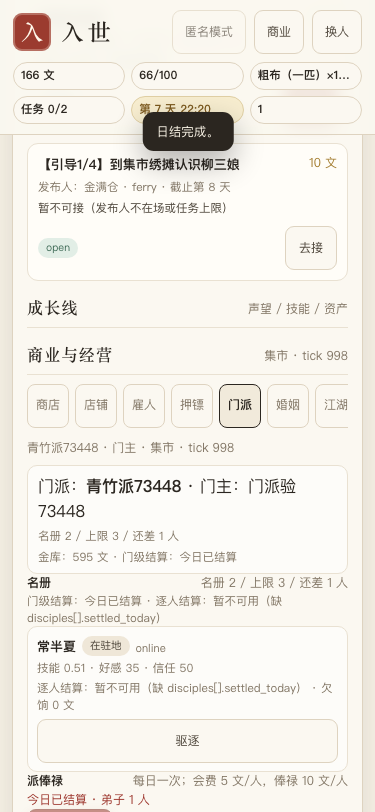 入 入世 匿名模式 商业 换人
166 文 66/100 粗布（一匹）×1…
任务 0/2 第 7 天 22:20 1
日结完成。
【引导1/4】到集市绣摊认识柳三娘 10 文
发布人：金满仓 · ferry · 截止第 8 天
暂不可接（发布人不在场或任务上限）
open 去接
成长线 声望 / 技能 / 资产
商业与经营 集市 · tick 998
商店 店铺 雇人 押镖 门派 婚姻 江湖
青竹派73448 · 门主 · 集市 · tick 998
门派：青竹派73448 · 门主：门派验
73448
名册 2 / 上限 3 / 还差 1 人
金库：595 文 · 门级结算：今日已结算
名册 名册 2 / 上限 3 / 还差 1 人
门级结算：今日已结算 · 逐人结算：暂不可用（缺
disciples[].settled_today）
常半夏 在驻地 online
技能 0.51 · 好感 35 · 信任 50
逐人结算：暂不可用（缺 disciples[].settled_today） · 欠
饷 0 文
驱逐
派俸禄 每日一次；会费 5 文/人，俸禄 10 文/人
今日已结算 · 弟子 1 人